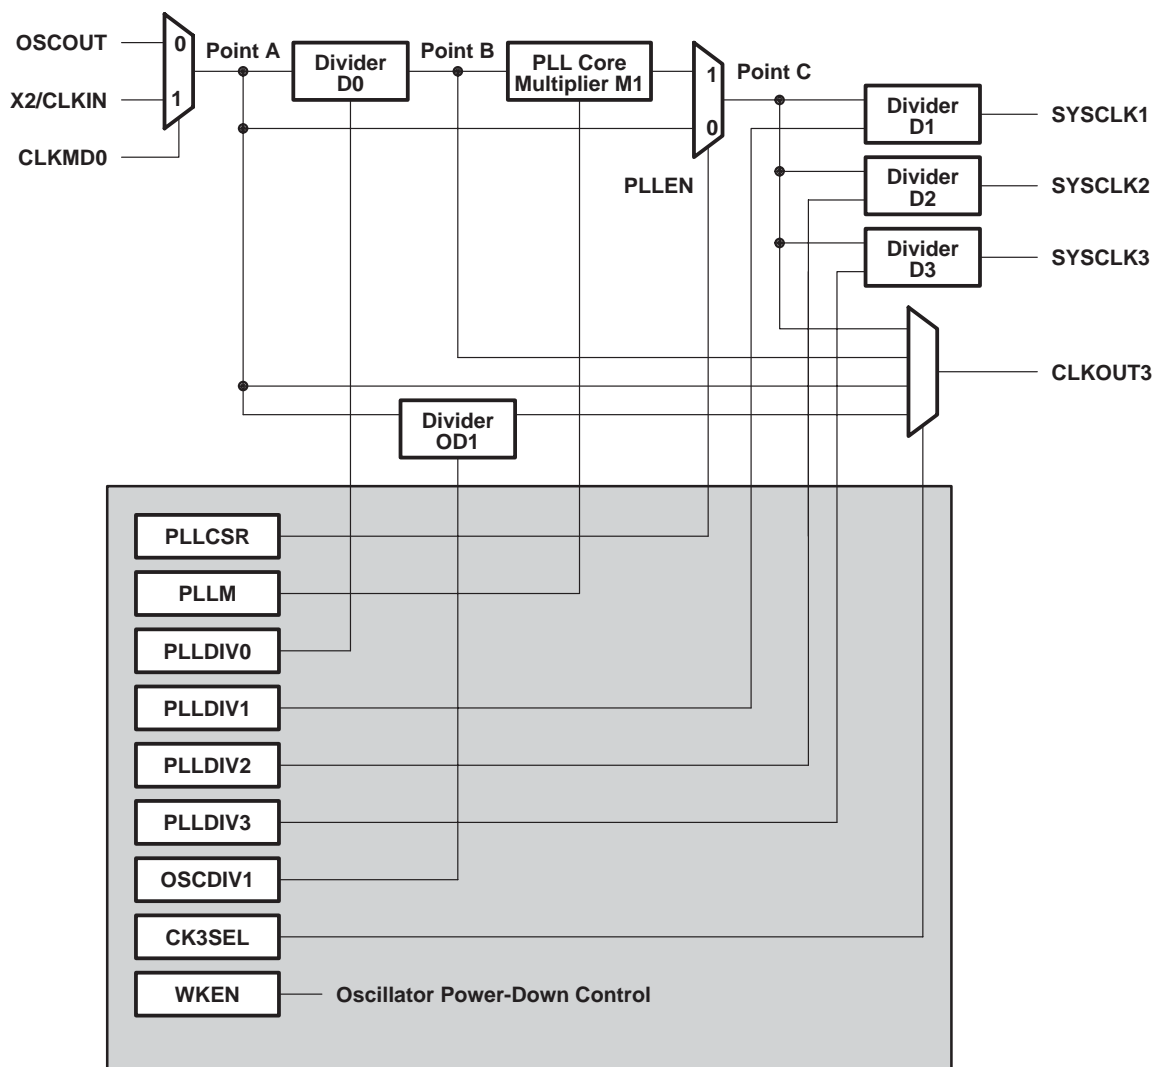 OSCOUT
0
Point A
Divider
D0
Point B
PLL Core
Multiplier M1
1
Point C
X2/CLKIN
1
0
Divider
D1
SYSCLK1
CLKMD0
PLLEN
Divider
D2
SYSCLK2
Divider
D3
SYSCLK3
CLKOUT3
Divider
OD1
PLLCSR
PLLM
PLLDIV0
PLLDIV1
PLLDIV2
PLLDIV3
OSCDIV1
CK3SEL
WKEN
Oscillator Power-Down Control